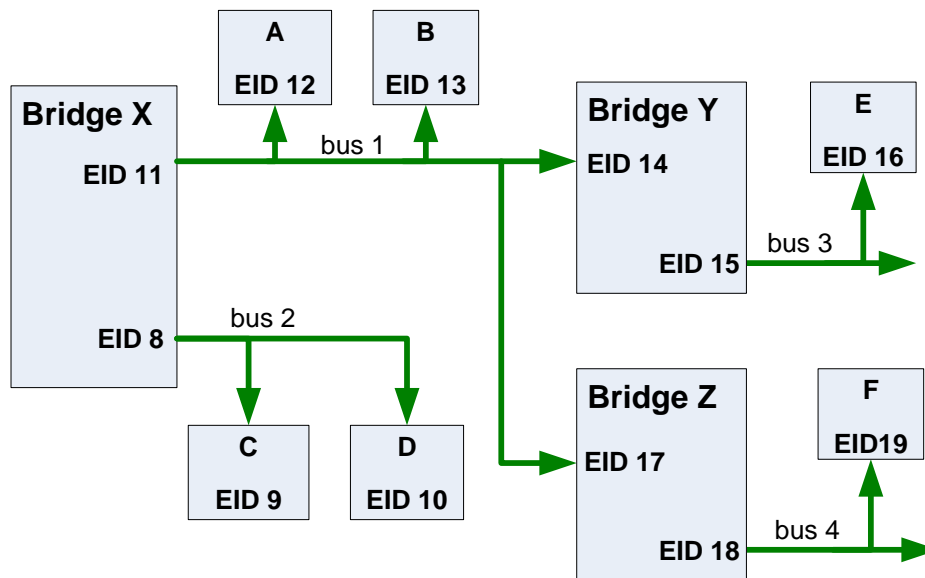 A
EID 12
B
EID 13
Bridge X
EID 11
bus 1
Bridge Y
EID 14
EID 15
E
EID 16
bus 3
EID 8
bus 2
C
EID 9
D
EID 10
Bridge Z
EID 17
EID 18
F
EID19
bus 4